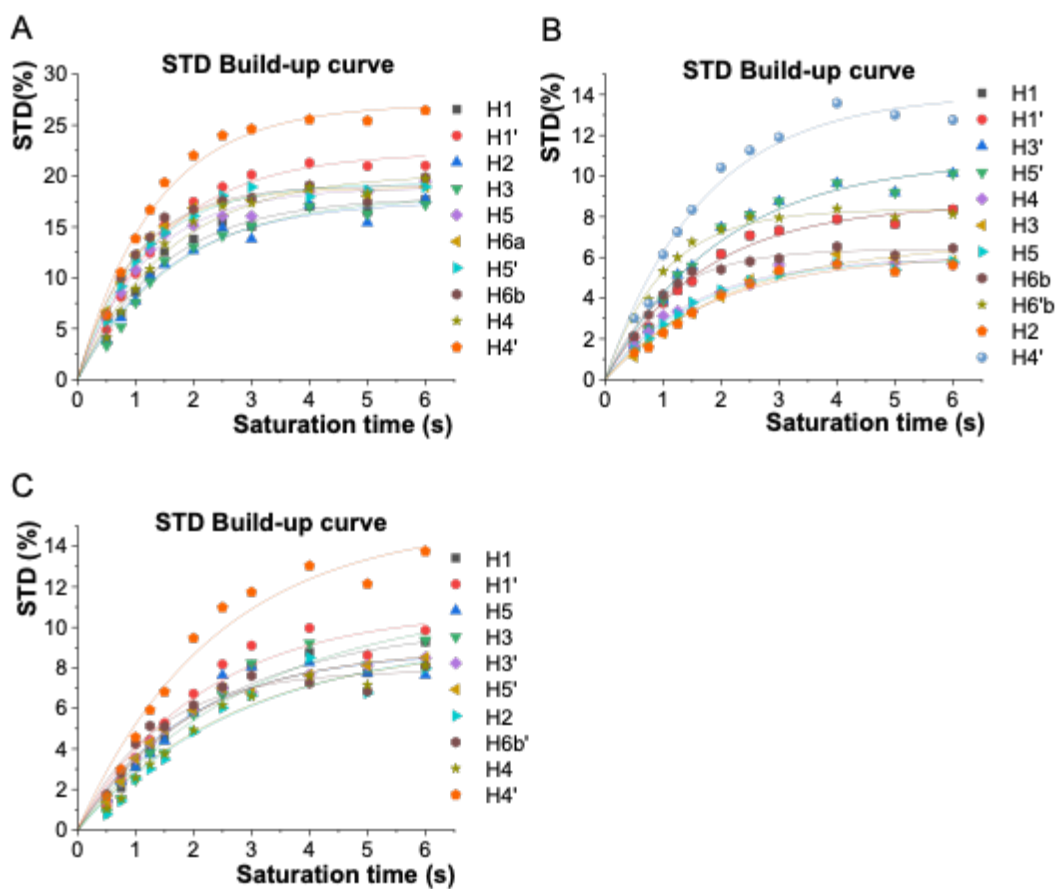 A
STD Build-up curve
STD(%)
30
25
20
15
10
5
0
0 1 2 3 4 5 6
Saturation time (s)
H1
H1'
H2
H3
H5
H6a
H5'
H6b
H4
H4'
B
STD Build-up curve
STD(%)
14
12
10
8
6
4
2
0
0 1 2 3 4 5 6
Saturation time (s)
H1
H1'
H3'
H5'
H4
H3
H5
H6b
H6'b
H2
H4'
C
STD Build-up curve
STD (%)
14
12
10
8
6
4
2
0
0 1 2 3 4 5 6
Saturation time (s)
H1
H1'
H5
H3
H3'
H5'
H2
H6b'
H4
H4'